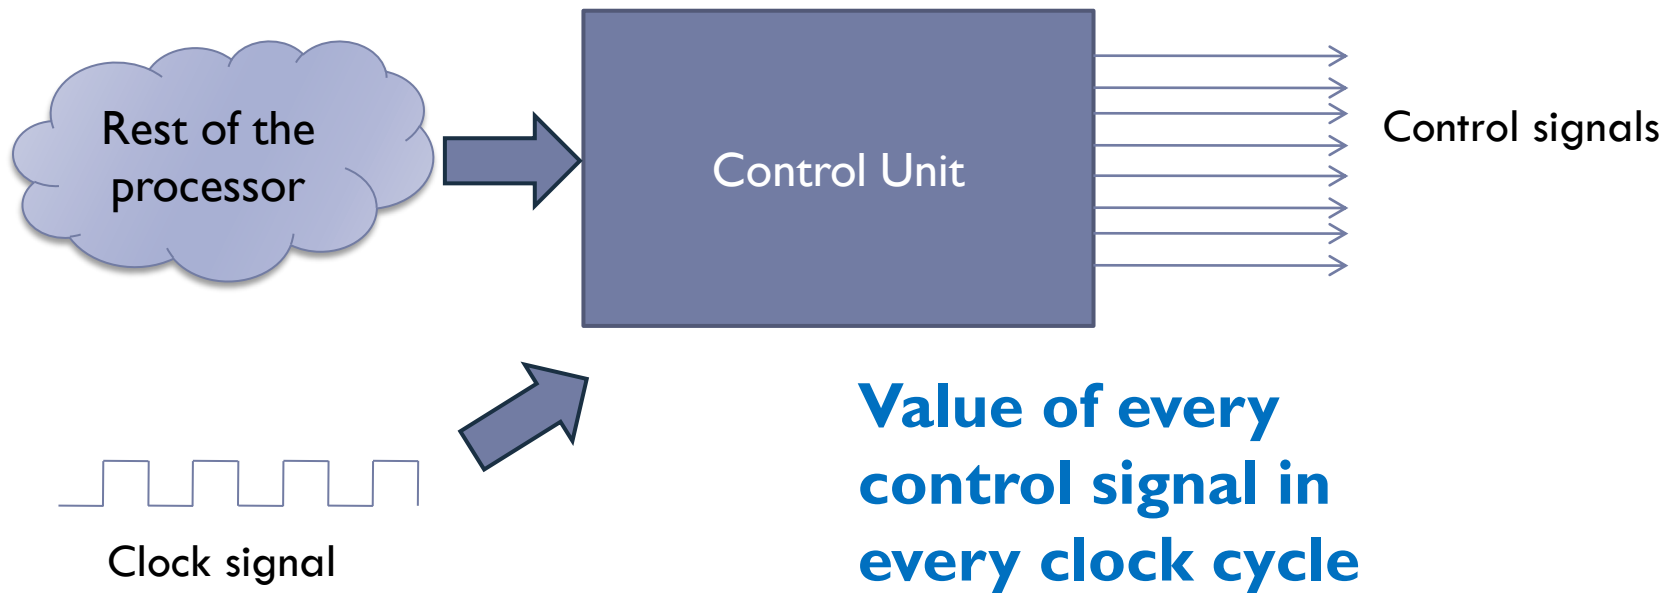 Rest of the
processor
Control Unit
Control signals
Clock signal
Value of every
control signal in
every clock cycle